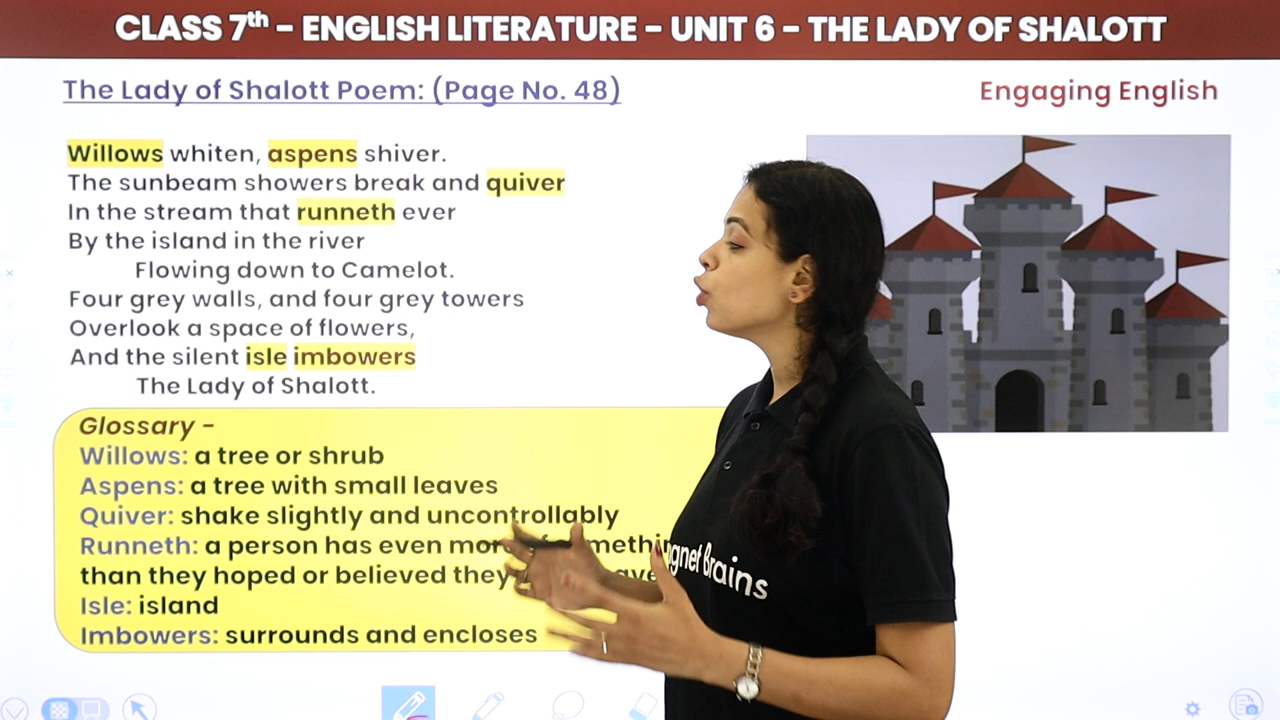 CLASS 7th - ENGLISH LITERATURE - UNIT 6 - THE LADY OF SHALOTT
The Lady of Shalott Poem: (Page No. 48)
Engaging English
Willows whiten, aspens shiver.
The sunbeam showers break and quiver
In the stream that runneth ever
By the island in the river
Flowing down to Camelot.
Four grey walls, and four grey towers
Overlook a space of flowers,
And the silent isle imbowers
The Lady of Shalott.
Glossary -
Willows: a tree or shrub
Aspens: a tree with small leaves
Quiver: shake slightly and uncontrollably
Runneth: a person has even
than they hoped or believed they
Isle: island
Imbowers: surrounds and encloses
Brains